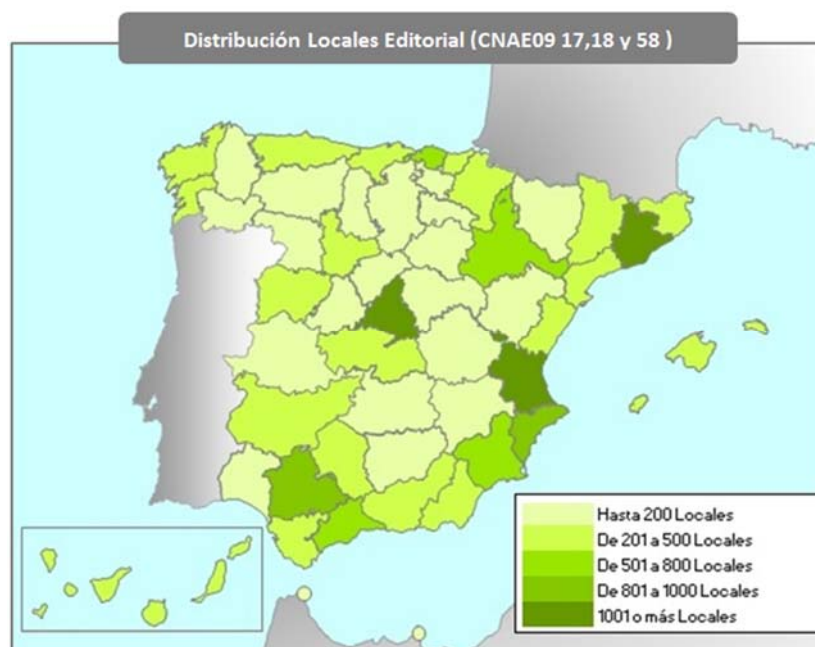 Distribución Locales Editorial (CNAE09 17,18 y 58 )
Hasta 200 Locales
De 201 a 500 Locales
De 501 a 800 Locales
De 801 a 1000 Locales
1001 o más Locales